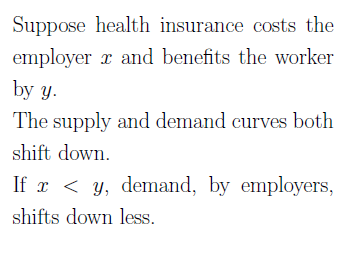 Suppose health insurance costs the
employer x and benefits the worker
by y.
The supply and demand curves both
shift down.
If x < y, demand, by employers,
shifts down less.